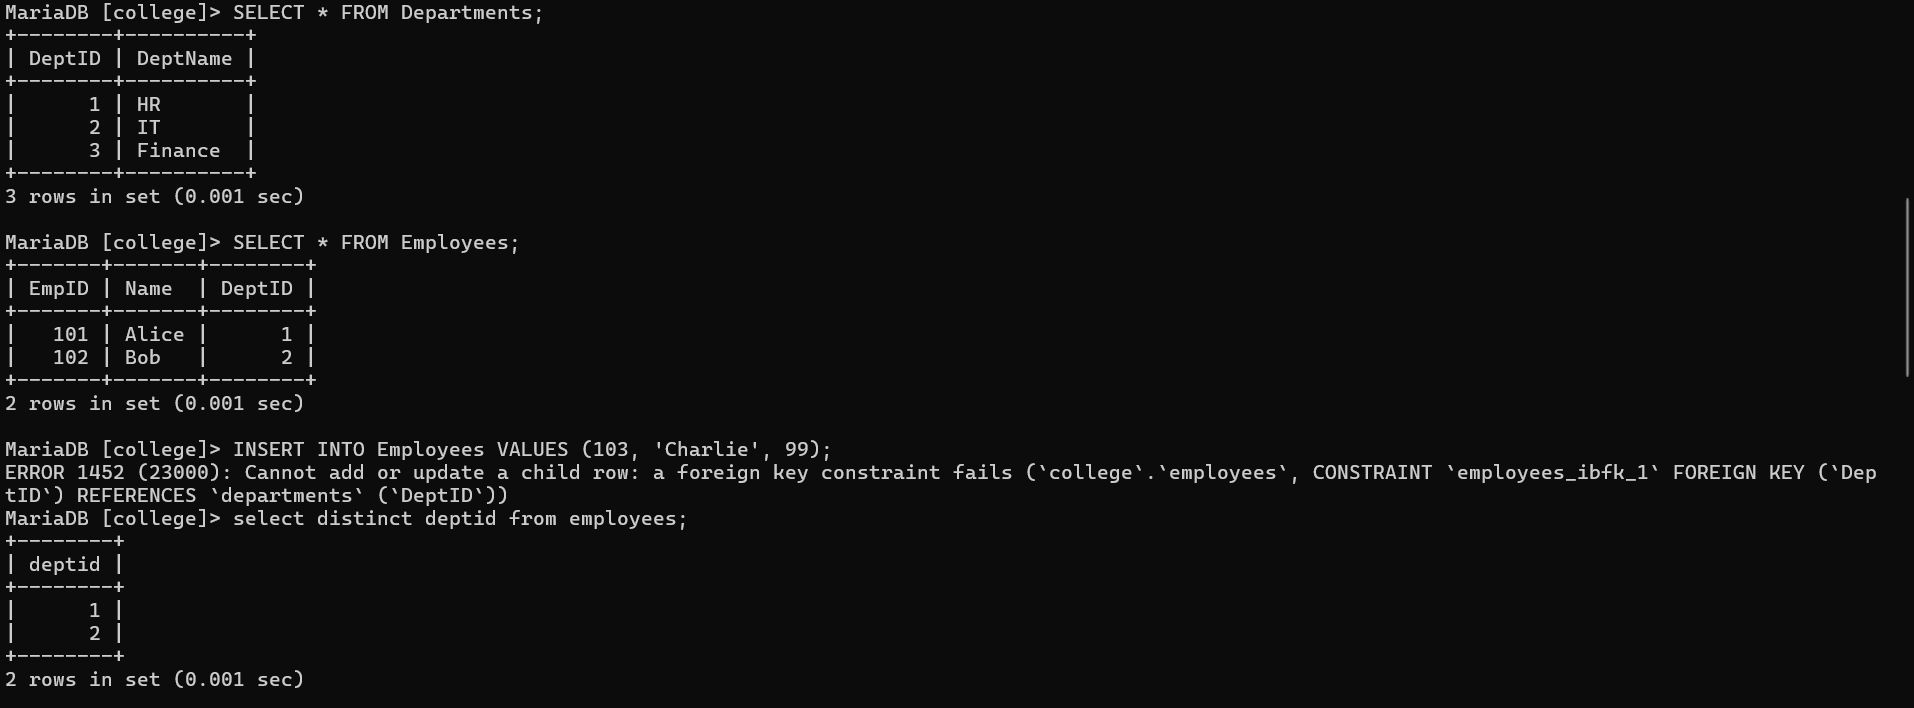 MariaDB [college]> SELECT * FROM Departments;
+--------+----------+
| DeptID | DeptName |
+--------+----------+
|      1 | HR       |
|      2 | IT       |
|      3 | Finance  |
+--------+----------+
3 rows in set (0.001 sec)

MariaDB [college]> SELECT * FROM Employees;
+-------+-------+--------+
| EmpID | Name  | DeptID |
+-------+-------+--------+
|   101 | Alice |      1 |
|   102 | Bob   |      2 |
+-------+-------+--------+
2 rows in set (0.001 sec)

MariaDB [college]> INSERT INTO Employees VALUES (103, 'Charlie', 99);
ERROR 1452 (23000): Cannot add or update a child row: a foreign key constraint fails (`college`.`employees`, CONSTRAINT `employees_ibfk_1` FOREIGN KEY (`Dep
tID`) REFERENCES `departments` (`DeptID`))
MariaDB [college]> select distinct deptid from employees;
+--------+
| deptid |
+--------+
|      1 |
|      2 |
+--------+
2 rows in set (0.001 sec)